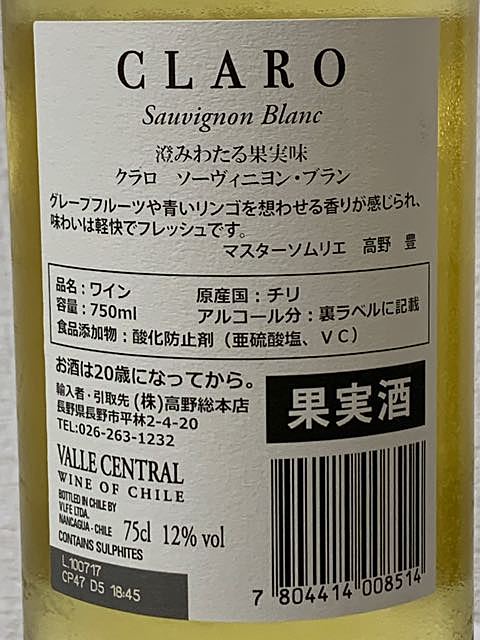 CLARO
Sauvignon Blanc
澄みわたる果実味
クラロ ソーヴィニヨン・ブラン
グレープフルーツや青いリンゴを想わせる香りが感じられ、
味わいは軽快でフレッシュです。
マスターソムリエ 高野 豊
品名：ワイン 原産国：チリ
容量：750ml アルコール分：裏ラベルに記載
食品添加物：酸化防止剤（亜硫酸塩、ＶＣ）
お酒は20歳になってから。
輸入者・引取先 (株)高野総本店
長野県長野市平林2-4-20
TEL:026-263-1232
果実酒
VALLE CENTRAL
WINE OF CHILE
BOTTLED IN CHILE BY
VLFE LTDA.
NANCAGUA - CHILE 75cl 12% vol
CONTAINS SULPHITES
L 100717
CP47 D5 18:45
7 804414 008514